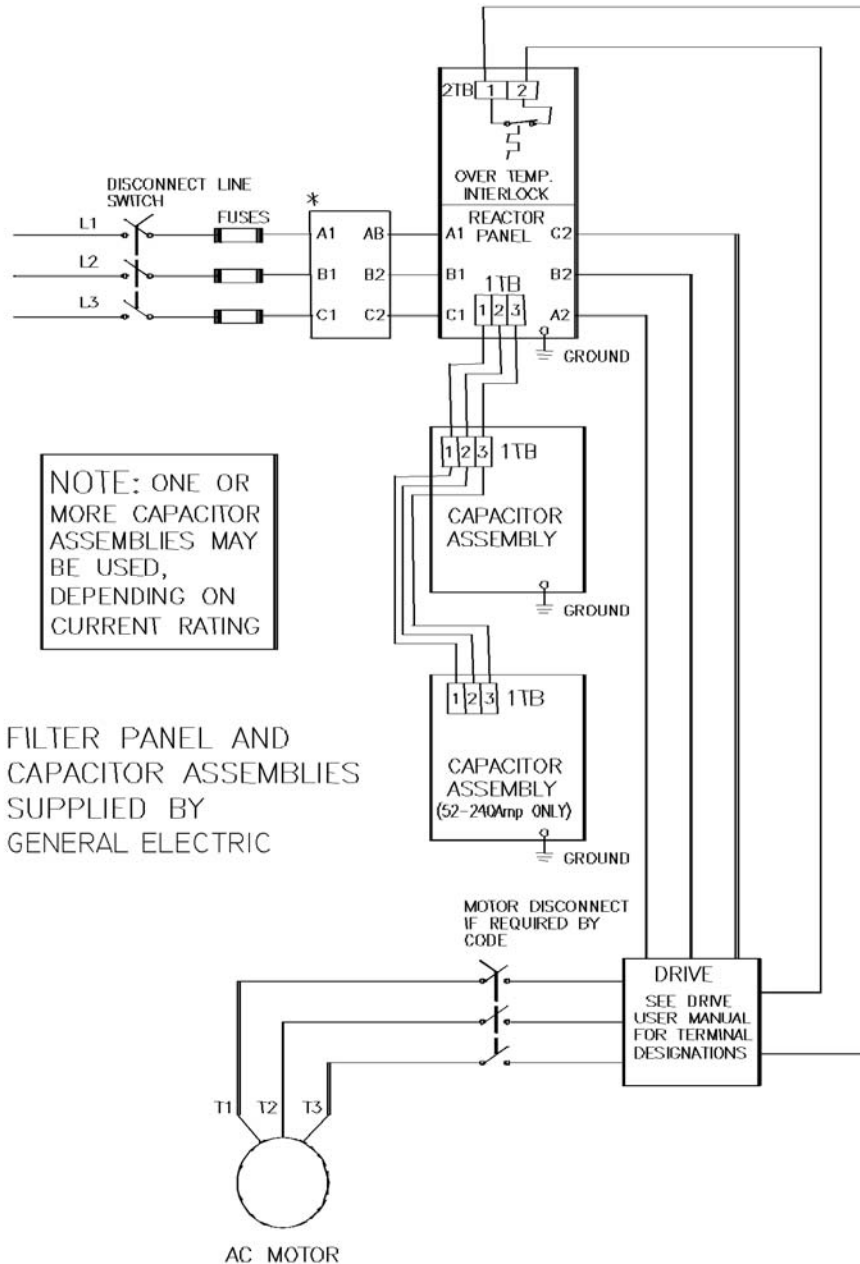 2TB 1 2
OVER TEMP.
INTERLOCK
DISCONNECT LINE
SWITCH
FUSES
*
REACTOR
PANEL
L1
A1 AB
A1 C2
L2
B1 B2
B1 B2
L3
C1 C2
C1 A2
1TB
1 2 3
GROUND
1 2 3 1TB
CAPACITOR
ASSEMBLY
GROUND
NOTE: ONE OR
MORE CAPACITOR
ASSEMBLIES MAY
BE USED,
DEPENDING ON
CURRENT RATING
1 2 3 1TB
CAPACITOR
ASSEMBLY
(52-240Amp ONLY)
GROUND
FILTER PANEL AND
CAPACITOR ASSEMBLIES
SUPPLIED BY
GENERAL ELECTRIC
MOTOR DISCONNECT
IF REQUIRED BY
CODE
DRIVE
SEE DRIVE
USER MANUAL
FOR TERMINAL
DESIGNATIONS
T1 T2 T3
AC MOTOR